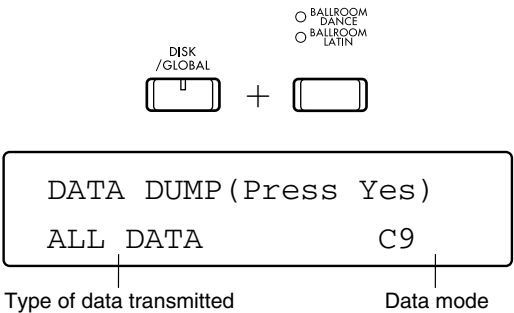 BALLROOM
DANCE
BALLROOM
LATIN
DISK
/GLOBAL
+
DATA DUMP(Press Yes)
ALL DATA C9
Type of data transmitted Data mode